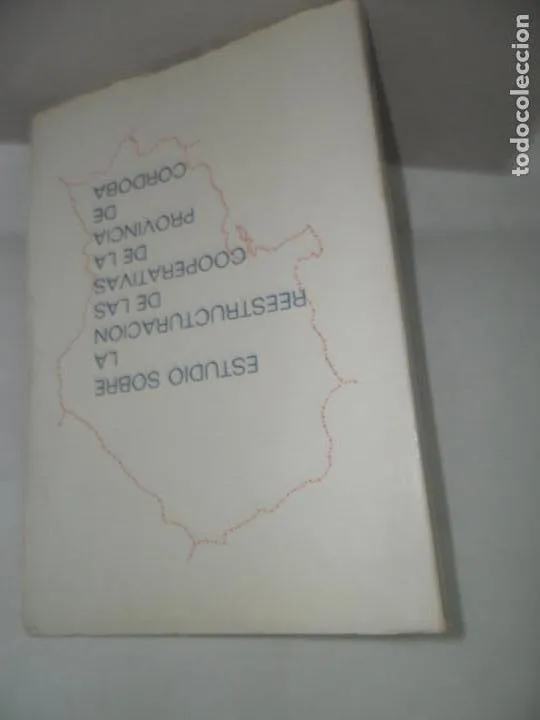 ESTUDIO SOBRE
LA
REESTRUCTURACION
DE LAS
COOPERATIVAS
DE LA
PROVINCIA
DE
CORDOBA
todocoleccion